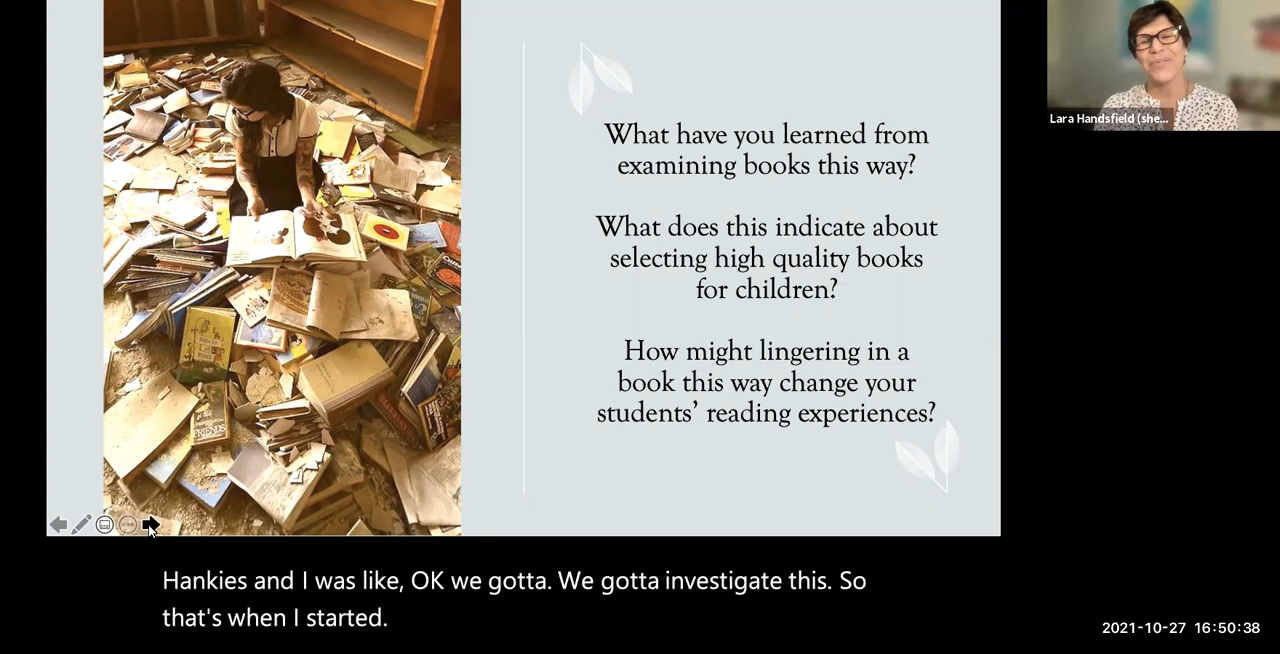 What have you learned from
examining books this way?
What does this indicate about
selecting high quality books
for children?
How might lingering in a
book this way change your
students’ reading experiences?
Lara Handsfield (she...
FRIENDS
Hankies and I was like, OK we gotta. We gotta investigate this. So
that's when I started.
2021-10-27 16:50:38